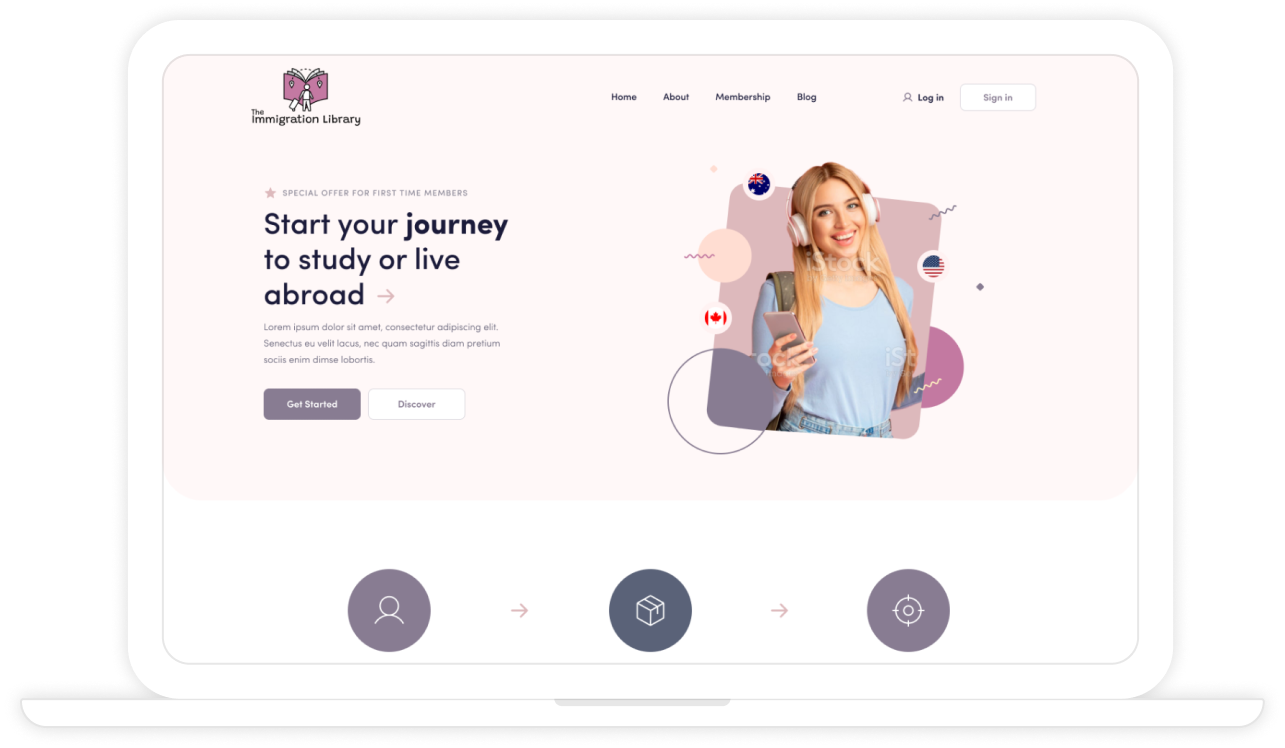 The
Immigration Library
Home
About
Membership
Blog
Log in
Sign in
SPECIAL OFFER FOR FIRST TIME MEMBERS
Start your journey
to study or live
abroad
Lorem ipsum dolor sit amet, consectetur adipiscing elit.
Senectus eu velit lacus, nec quam sagittis diam pretium
sociis enim dimse lobortis.
Get Started
Discover
iStock
ock
iSt